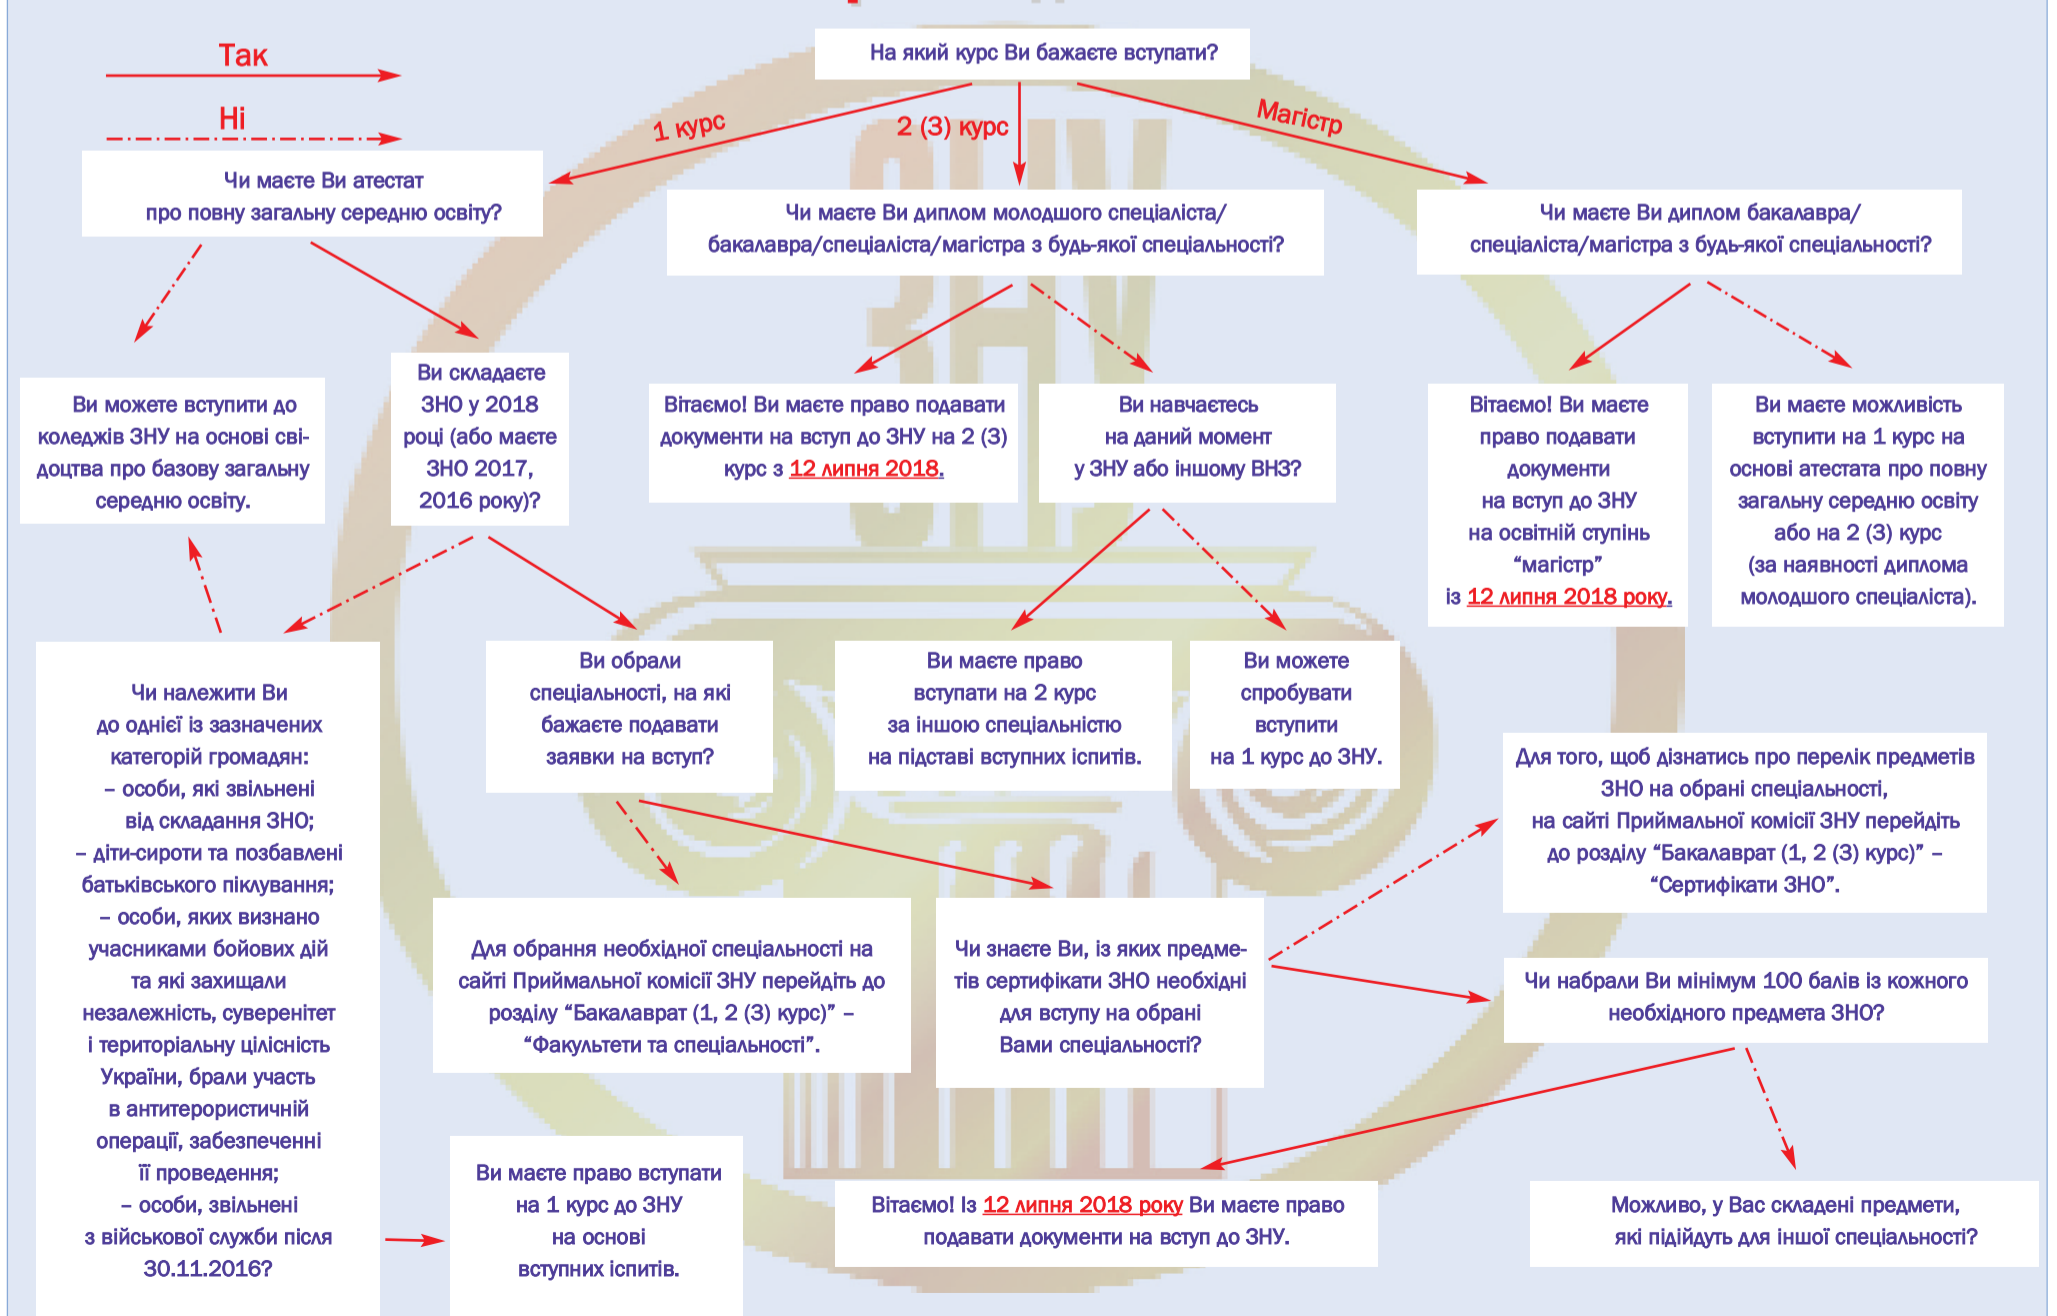 На який курс Ви бажаєте вступати?
Так
Ні
1 курс
2 (3) курс
Магістр
Чи маєте Ви атестат
про повну загальну середню освіту?
Чи маєте Ви диплом молодшого спеціаліста/
бакалавра/спеціаліста/магістра з будь-якої спеціальності?
Чи маєте Ви диплом бакалавра/
спеціаліста/магістра з будь-якої спеціальності?
Ви можете вступити до
коледжів ЗНУ на основі сві-
доцтва про базову загальну
середню освіту.
Ви складаєте
ЗНО у 2018
році (або маєте
ЗНО 2017,
2016 року)?
Вітаємо! Ви маєте право подавати
документи на вступ до ЗНУ на 2 (3)
курс з 12 липня 2018.
Ви навчаєтесь
на даний момент
у ЗНУ або іншому ВНЗ?
Вітаємо! Ви маєте
право подавати
документи
на вступ до ЗНУ
на освітній ступінь
“магістр”
із 12 липня 2018 року.
Ви маєте можливість
вступити на 1 курс на
основі атестата про повну
загальну середню освіту
або на 2 (3) курс
(за наявності диплома
молодшого спеціаліста).
Чи належити Ви
до однієї із зазначених
категорій громадян:
– особи, які звільнені
від складання ЗНО;
– діти-сироти та позбавлені
батьківського піклування;
– особи, яких визнано
учасниками бойових дій
та які захищали
незалежність, суверенітет
і територіальну цілісність
України, брали участь
в антитерористичній
операції, забезпеченні
її проведення;
– особи, звільнені
з військової служби після
30.11.2016?
Ви обрали
спеціальності, на які
бажаєте подавати
заявки на вступ?
Ви маєте право
вступати на 2 курс
за іншою спеціальністю
на підставі вступних іспитів.
Ви можете
спробувати
вступити
на 1 курс до ЗНУ.
Для того, щоб дізнатись про перелік предметів
ЗНО на обрані спеціальності,
на сайті Приймальної комісії ЗНУ перейдіть
до розділу “Бакалаврат (1, 2 (3) курс)” –
“Сертифікати ЗНО”.
Для обрання необхідної спеціальності на
сайті Приймальної комісії ЗНУ перейдіть до
розділу “Бакалаврат (1, 2 (3) курс)” –
“Факультети та спеціальності”.
Чи знаєте Ви, із яких предме-
тів сертифікати ЗНО необхідні
для вступу на обрані
Вами спеціальності?
Чи набрали Ви мінімум 100 балів із кожного
необхідного предмета ЗНО?
Ви маєте право вступати
на 1 курс до ЗНУ
на основі
вступних іспитів.
Вітаємо! Із 12 липня 2018 року Ви маєте право
подавати документи на вступ до ЗНУ.
Можливо, у Вас складені предмети,
які підійдуть для іншої спеціальності?
ЗНУ